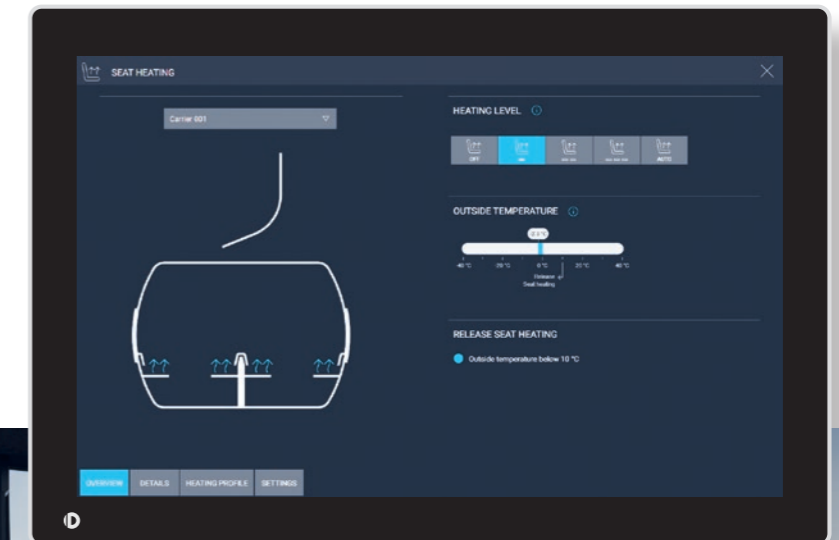 SEAT HEATING
Carrier 001
HEATING LEVEL
OFF
AUTO
OUTSIDE TEMPERATURE
-40 °C -20 °C 0 °C 20 °C 40 °C
Release
Seat heating
RELEASE SEAT HEATING
Outside temperature below 10 °C
OVERVIEW DETAILS HEATING PROFILE SETTINGS